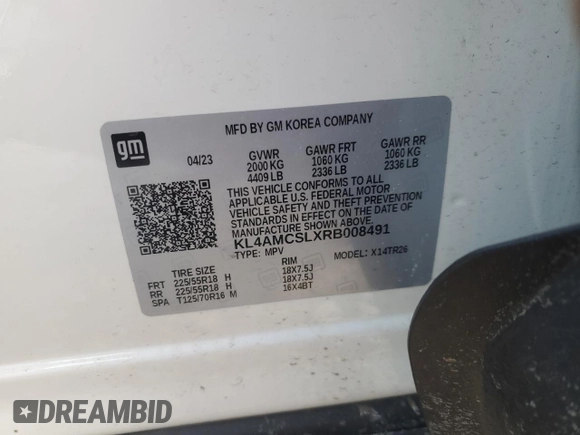 MFD BY GM KOREA COMPANY
gm
04/23
GVWR GAWR FRT GAWR RR
2000 KG 1060 KG 1060 KG
4409 LB 2336 LB 2336 LB
THIS VEHICLE CONFORMS TO ALL
APPLICABLE U.S. FEDERAL MOTOR
VEHICLE SAFETY AND THEFT PREVENTION
STANDARDS IN EFFECT ON THE DATE OF
MANUFACTURE SHOWN ABOVE.
KL4AMCSLXRB008491
TYPE: MPV MODEL: X14TR26
TIRE SIZE RIM
FRT 225/55R18 H 18X7.5J
RR 225/55R18 H 18X7.5J
SPA T125/70R16 M 16X4BT
DREAMBID